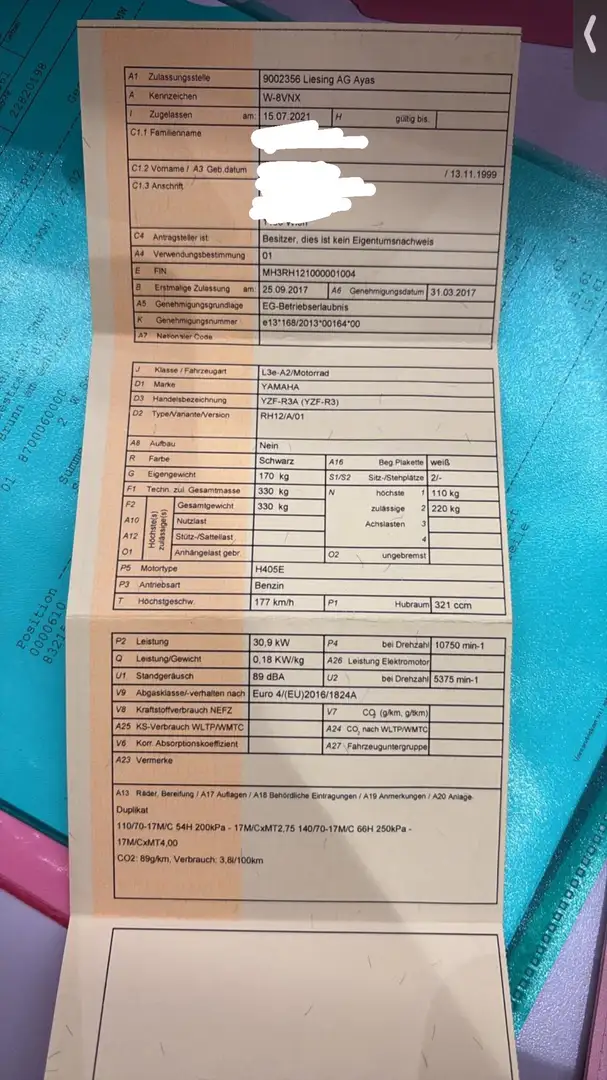 A1 Zulassungsstelle 9002356 Liesing AG Ayas
A Kennzeichen W-8VNX
I Zugelassen am: 15.07.2021 H gültig bis:
C1.1 Familienname
C1.2 Vorname / A3 Geb.datum / 13.11.1999
C1.3 Anschrift
C4 Antragsteller ist: Besitzer, dies ist kein Eigentumsnachweis
A4 Verwendungsbestimmung 01
E FIN MH3RH121000001004
B Erstmalige Zulassung am: 25.09.2017 A6 Genehmigungsdatum 31.03.2017
A5 Genehmigungsgrundlage EG-Betriebserlaubnis
K Genehmigungsnummer e13*168/2013*00164*00
A7 Nationaler Code
J Klasse / Fahrzeugart L3e-A2/Motorrad
D1 Marke YAMAHA
D3 Handelsbezeichnung YZF-R3A (YZF-R3)
D2 Type/Variante/Version RH12/A/01
A8 Aufbau Nein
R Farbe Schwarz A16 Beg.Plakette weiß
G Eigengewicht 170 kg S1/S2 Sitz-/Stehplätze 2/-
F1 Techn. zul. Gesamtmasse 330 kg N höchste 1 110 kg
F2 Höchste(s) zulässige(s) Gesamtgewicht 330 kg zulässige 2 220 kg
A10 Nutzlast Achslasten 3
A12 Stütz-/Sattellast 4
O1 Anhängelast gebr. O2 ungebremst
P5 Motortype H405E
P3 Antriebsart Benzin
T Höchstgeschw. 177 km/h P1 Hubraum 321 ccm
P2 Leistung 30,9 kW P4 bei Drehzahl 10750 min-1
Q Leistung/Gewicht 0,18 KW/kg A26 Leistung Elektromotor
U1 Standgeräusch 89 dBA U2 bei Drehzahl 5375 min-1
V9 Abgasklasse/-verhalten nach Euro 4/(EU)2016/1824A
V8 Kraftstoffverbrauch NEFZ V7 CO₂ (g/km, g/tkm)
A25 KS-Verbrauch WLTP/WMTC A24 CO₂ nach WLTP/WMTC
V6 Korr. Absorptionskoeffizient A27 Fahrzeuguntergruppe
A23 Vermerke
A13 Räder, Bereifung / A17 Auflagen / A18 Behördliche Eintragungen / A19 Anmerkungen / A20 Anlage
Duplikat
110/70-17M/C 54H 200kPa - 17M/CxMT2,75 140/70-17M/C 66H 250kPa -
17M/CxMT4,00
CO2: 89g/km, Verbrauch: 3,8l/100km
23820198
01 87000600000
Position
0000610